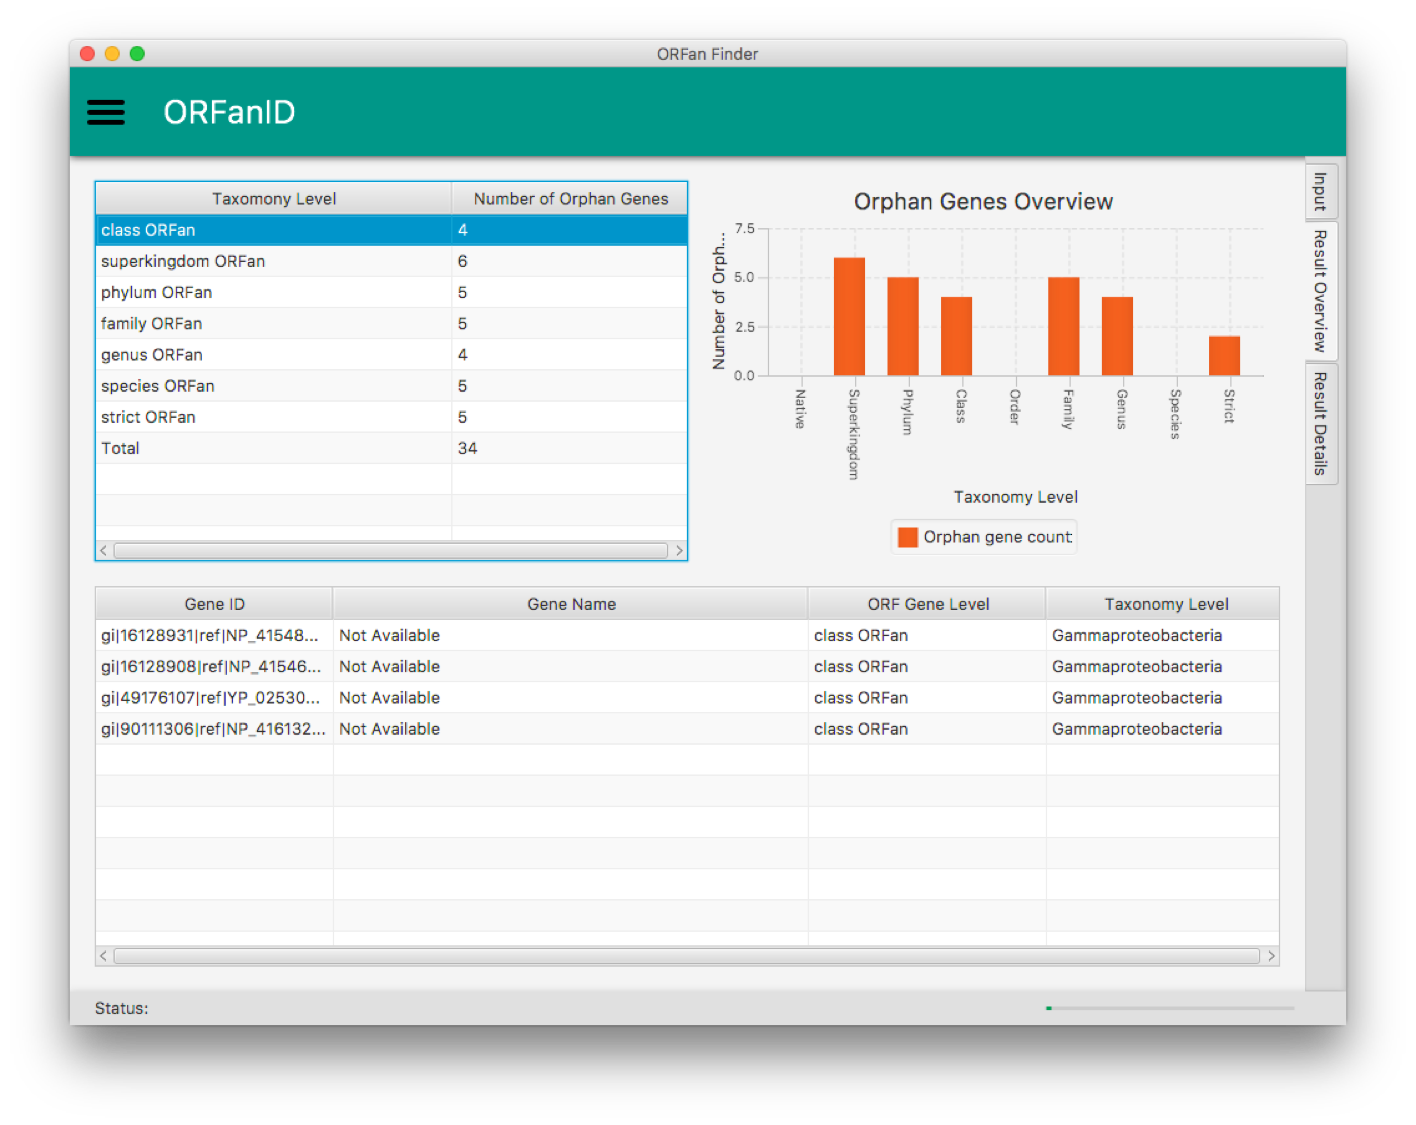 ORFan Finder
ORFanID
Taxomony Level Number of Orphan Genes
class ORFan 4
superkingdom ORFan 6
phylum ORFan 5
family ORFan 5
genus ORFan 4
species ORFan 5
strict ORFan 5
Total 34
Orphan Genes Overview
Number of Orph...
7.5
5.0
2.5
0.0
Native
Superkingdom
Phylum
Class
Order
Family
Genus
Species
Strict
Taxonomy Level
Orphan gene count
Input
Result Overview
Result Details
Gene ID Gene Name ORF Gene Level Taxonomy Level
gi|16128931|ref|NP_41548... Not Available class ORFan Gammaproteobacteria
gi|16128908|ref|NP_41546... Not Available class ORFan Gammaproteobacteria
gi|49176107|ref|YP_02530... Not Available class ORFan Gammaproteobacteria
gi|90111306|ref|NP_416132... Not Available class ORFan Gammaproteobacteria
Status: